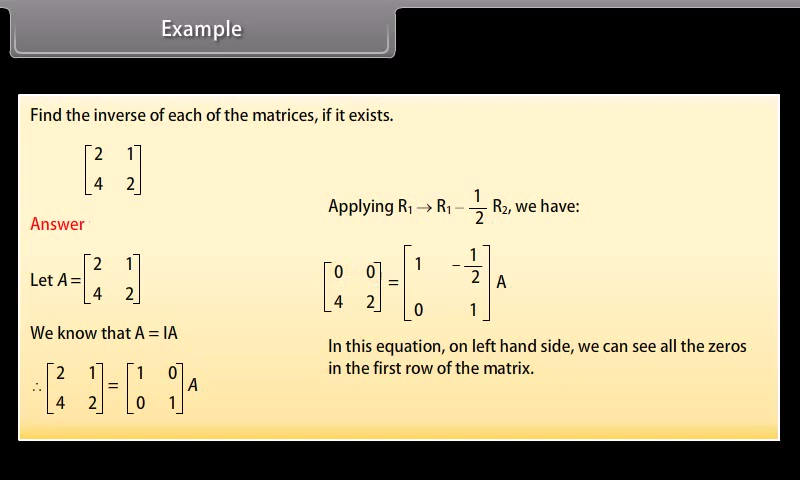 Example
Find the inverse of each of the matrices, if it exists.
[2 1
4 2]
Answer
Let A = [2 1
4 2]
We know that A = IA
∴ [2 1
4 2] = [1 0
0 1] A
Applying R₁ → R₁ – 1/2 R₂, we have:
[0 0
4 2] = [1 –1/2
0 1] A
In this equation, on left hand side, we can see all the zeros
in the first row of the matrix.